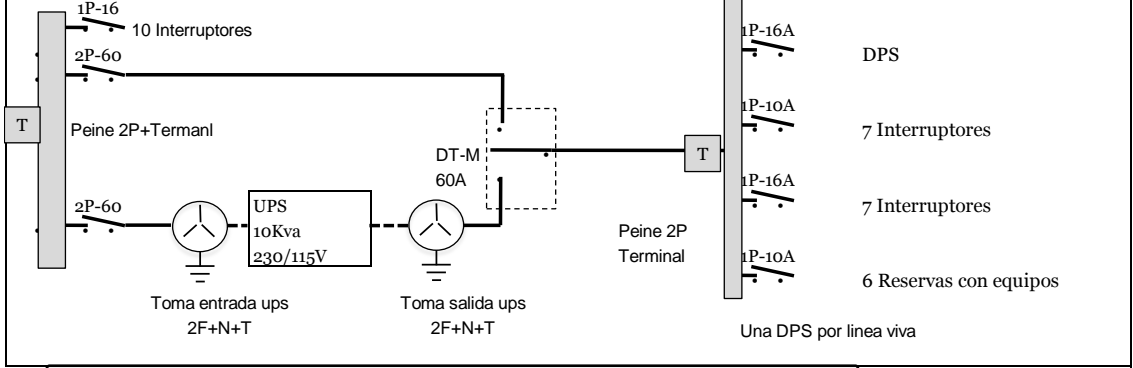 1P-16
10 Interruptores
2P-60
T
Peine 2P+Termanl
2P-60
UPS
10Kva
230/115V
Toma entrada ups
2F+N+T
Toma salida ups
2F+N+T
DT-M
60A
T
Peine 2P
Terminal
1P-16A
DPS
1P-10A
7 Interruptores
1P-16A
7 Interruptores
1P-10A
6 Reservas con equipos
Una DPS por linea viva